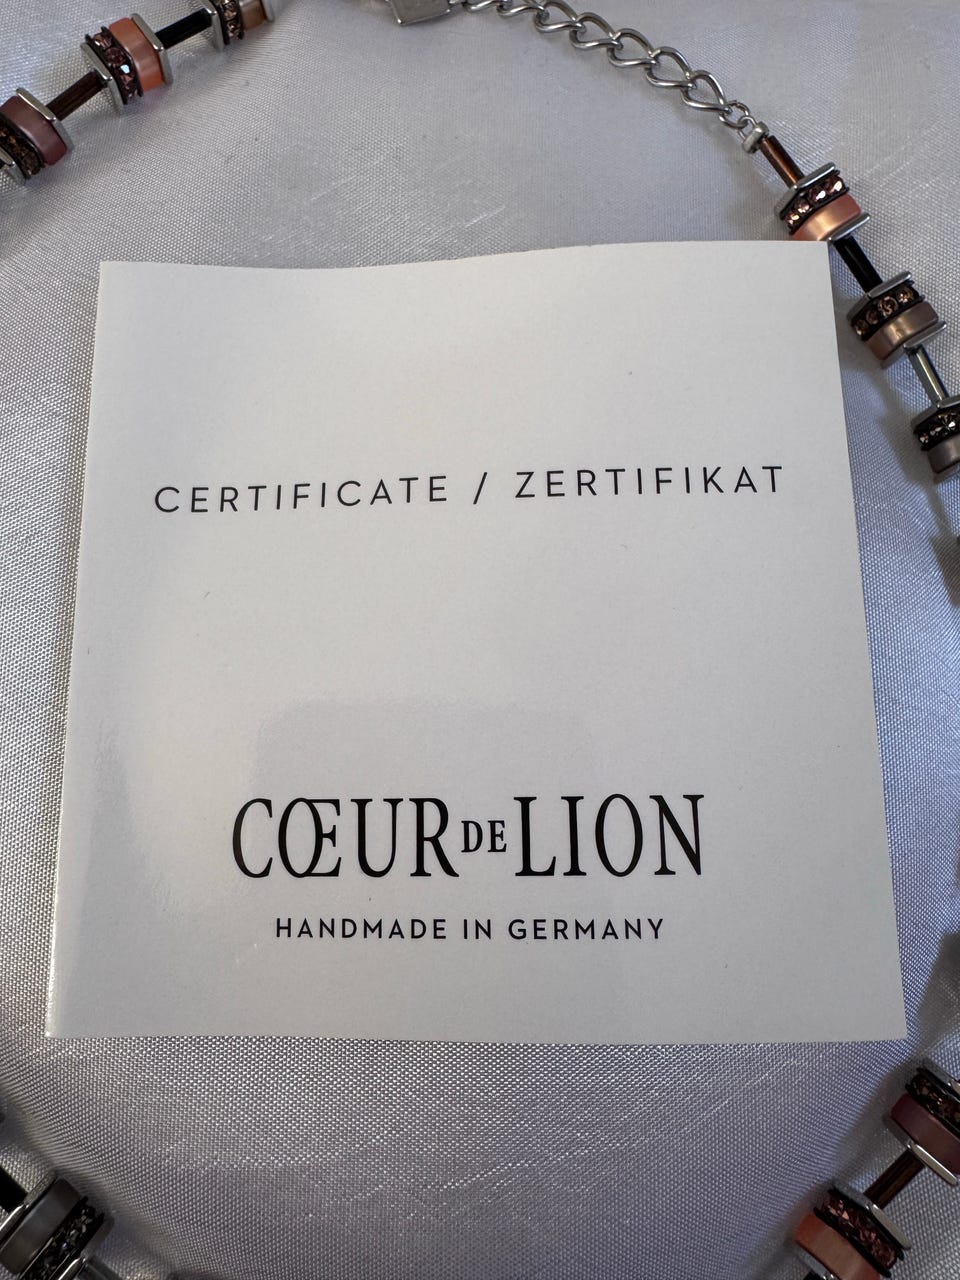 CERTIFICATE / ZERTIFIKAT
CŒUR DE LION
HANDMADE IN GERMANY